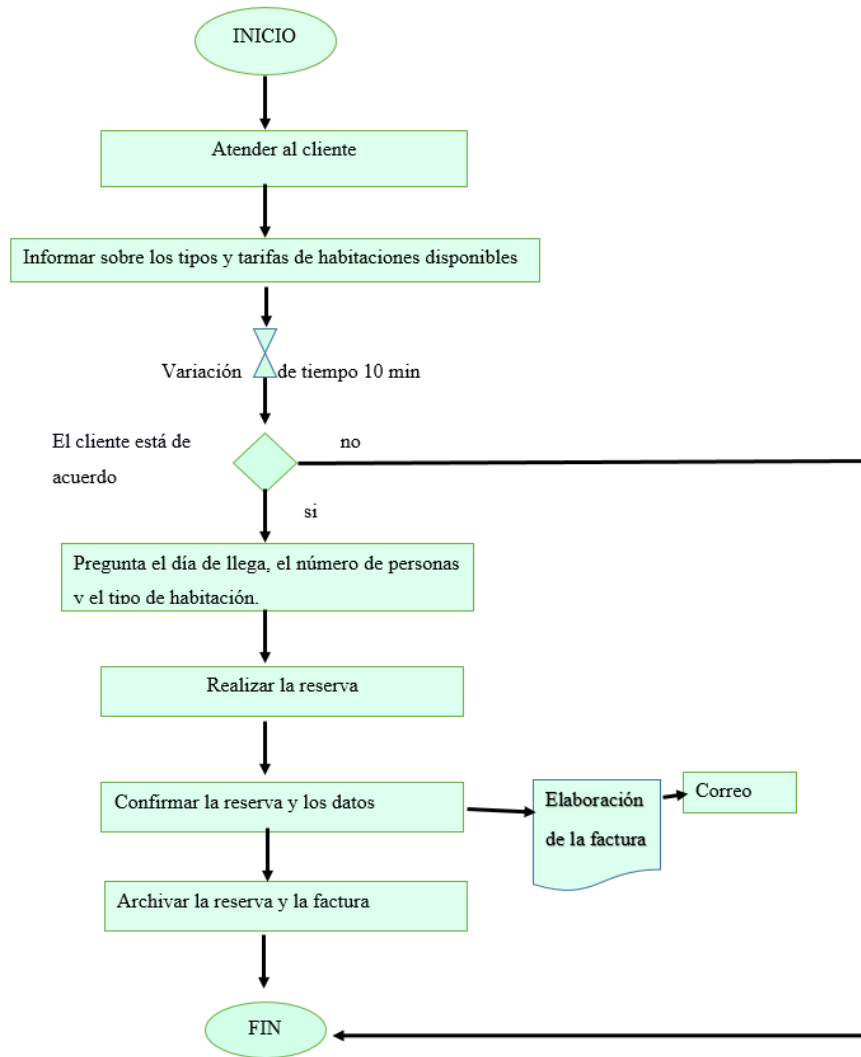 INICIO
Atender al cliente
Informar sobre los tipos y tarifas de habitaciones disponibles
Variación de tiempo 10 min
El cliente está de
acuerdo
no
si
Pregunta el día de llega, el número de personas
y el tipo de habitación.
Realizar la reserva
Confirmar la reserva y los datos
Elaboración
de la factura
Correo
Archivar la reserva y la factura
FIN